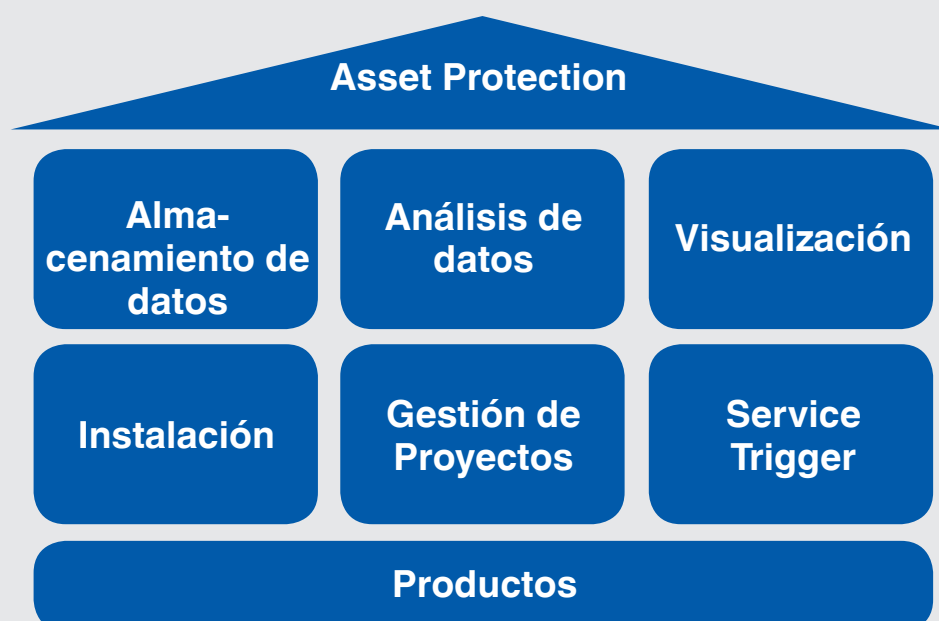 Asset Protection
Alma-
cenamiento de
datos
Análisis de
datos
Visualización
Instalación
Gestión de
Proyectos
Service
Trigger
Productos